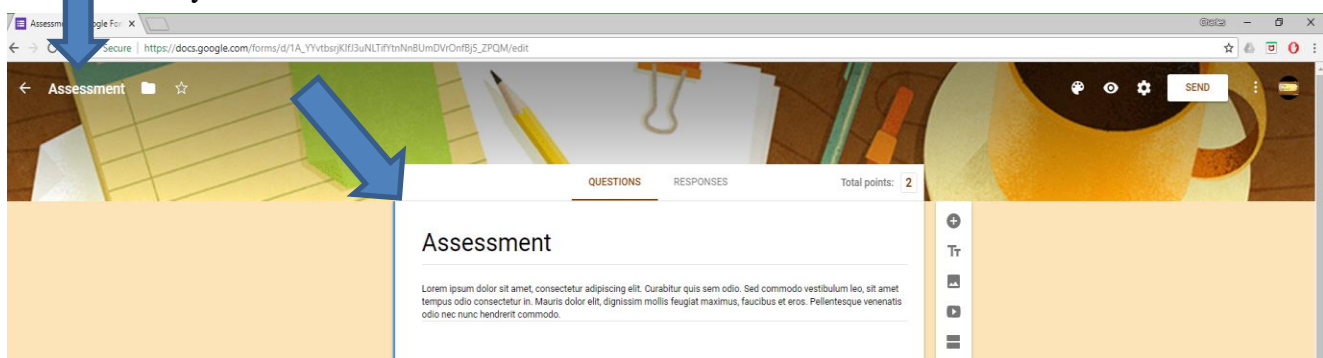 Assessm
ogle For
Secure | https://docs.google.com/forms/d/1A_YYvtbsrjKIfJ3uNLTifYtnNnBUmDVrOnfBj5_ZPQM/edit
Assessment
SEND
QUESTIONS RESPONSES Total points: 2
Assessment
Tт
Lorem ipsum dolor sit amet, consectetur adipiscing elit. Curabitur quis sem odio. Sed commodo vestibulum leo, sit amet
tempus odio consectetur in. Mauris dolor elit, dignissim mollis feugiat maximus, faucibus et eros. Pellentesque venenatis
odio nec nunc hendrerit commodo.